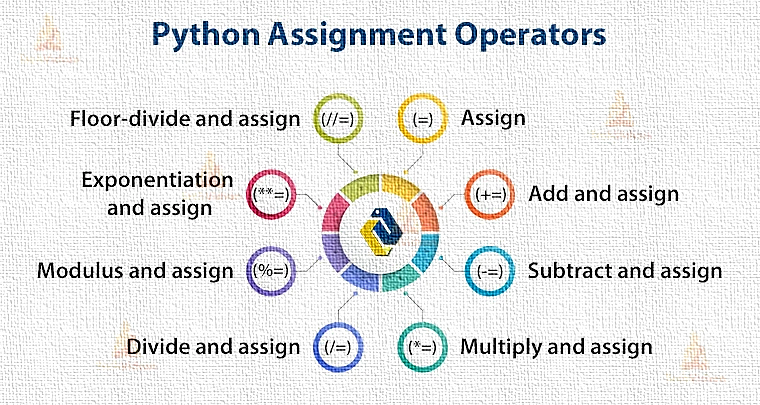 Python Assignment Operators
Floor-divide and assign (//=)
(=) Assign
Exponentiation
and assign
(**=)
(+=) Add and assign
Modulus and assign (%=)
(-=) Subtract and assign
Divide and assign (/=)
(*=) Multiply and assign